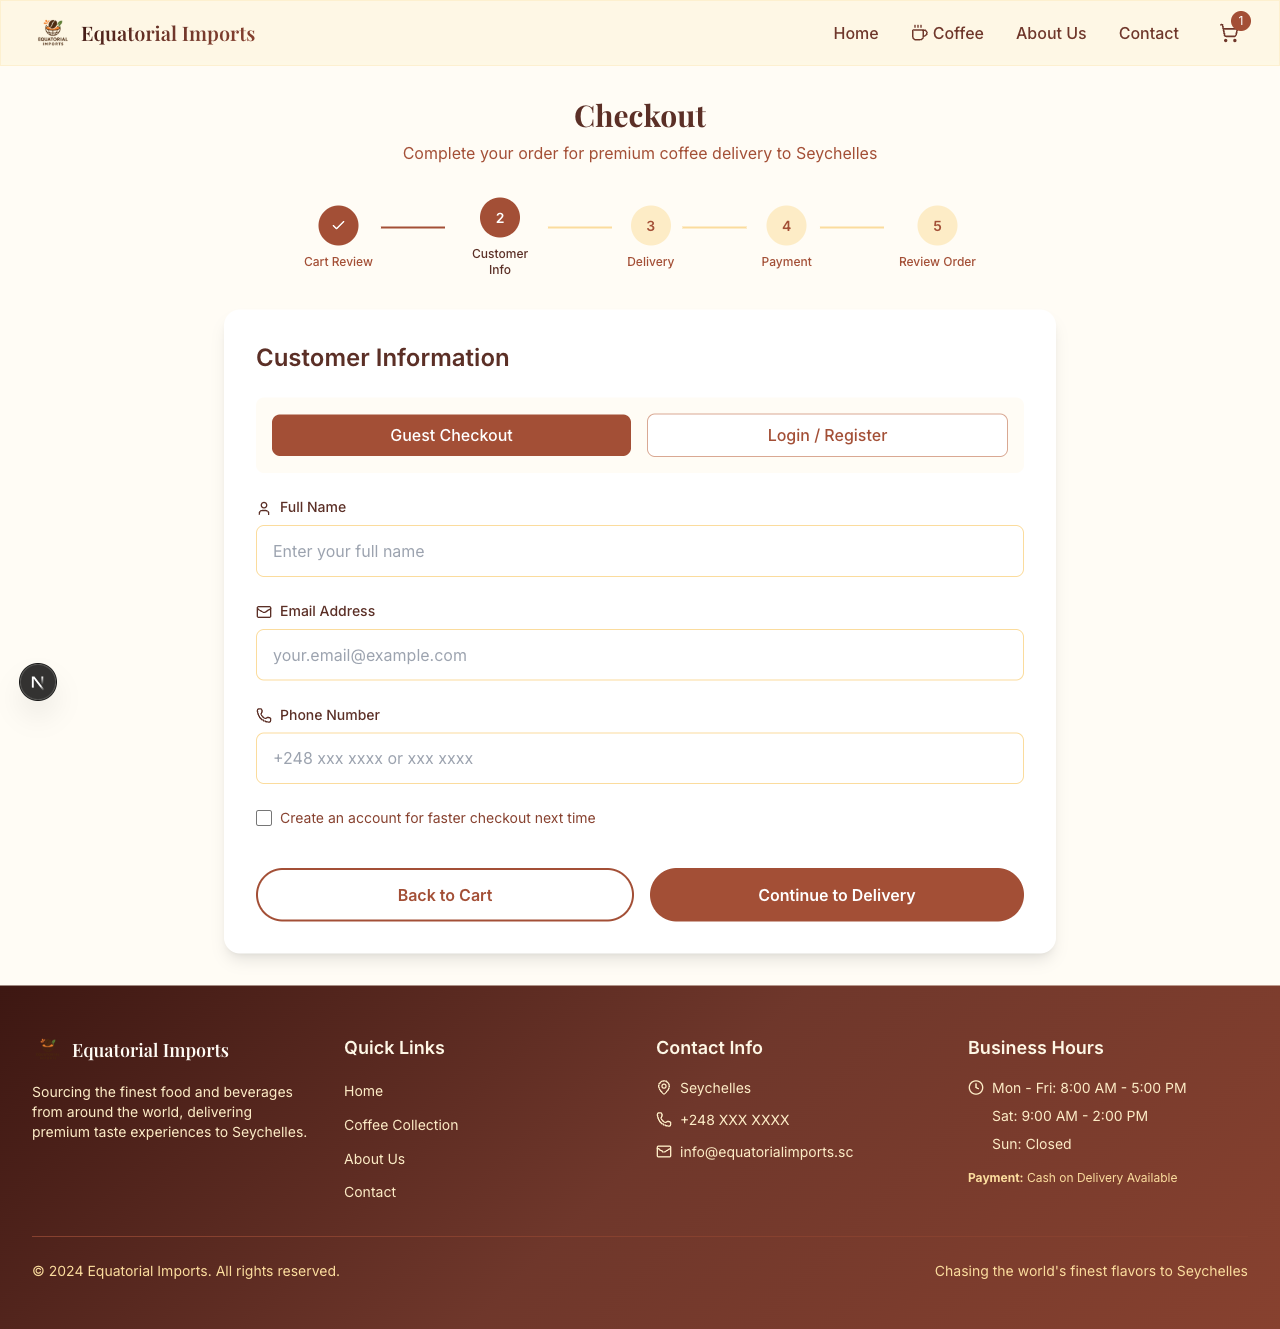 EQUATORIAL
IMPORTS
Equatorial Imports
Home
Coffee
About Us
Contact
1
Checkout
Complete your order for premium coffee delivery to Seychelles
2
3
4
5
Cart Review
Customer
Info
Delivery
Payment
Review Order
Customer Information
Guest Checkout
Login / Register
Full Name
Enter your full name
Email Address
your.email@example.com
N
Phone Number
+248 xxx xxxx or xxx xxxx
Create an account for faster checkout next time
Back to Cart
Continue to Delivery
Equatorial Imports
Sourcing the finest food and beverages
from around the world, delivering
premium taste experiences to Seychelles.
Quick Links
Home
Coffee Collection
About Us
Contact
Contact Info
Seychelles
+248 XXX XXXX
info@equatorialimports.sc
Business Hours
Mon - Fri: 8:00 AM - 5:00 PM
Sat: 9:00 AM - 2:00 PM
Sun: Closed
Payment: Cash on Delivery Available
© 2024 Equatorial Imports. All rights reserved.
Chasing the world's finest flavors to Seychelles